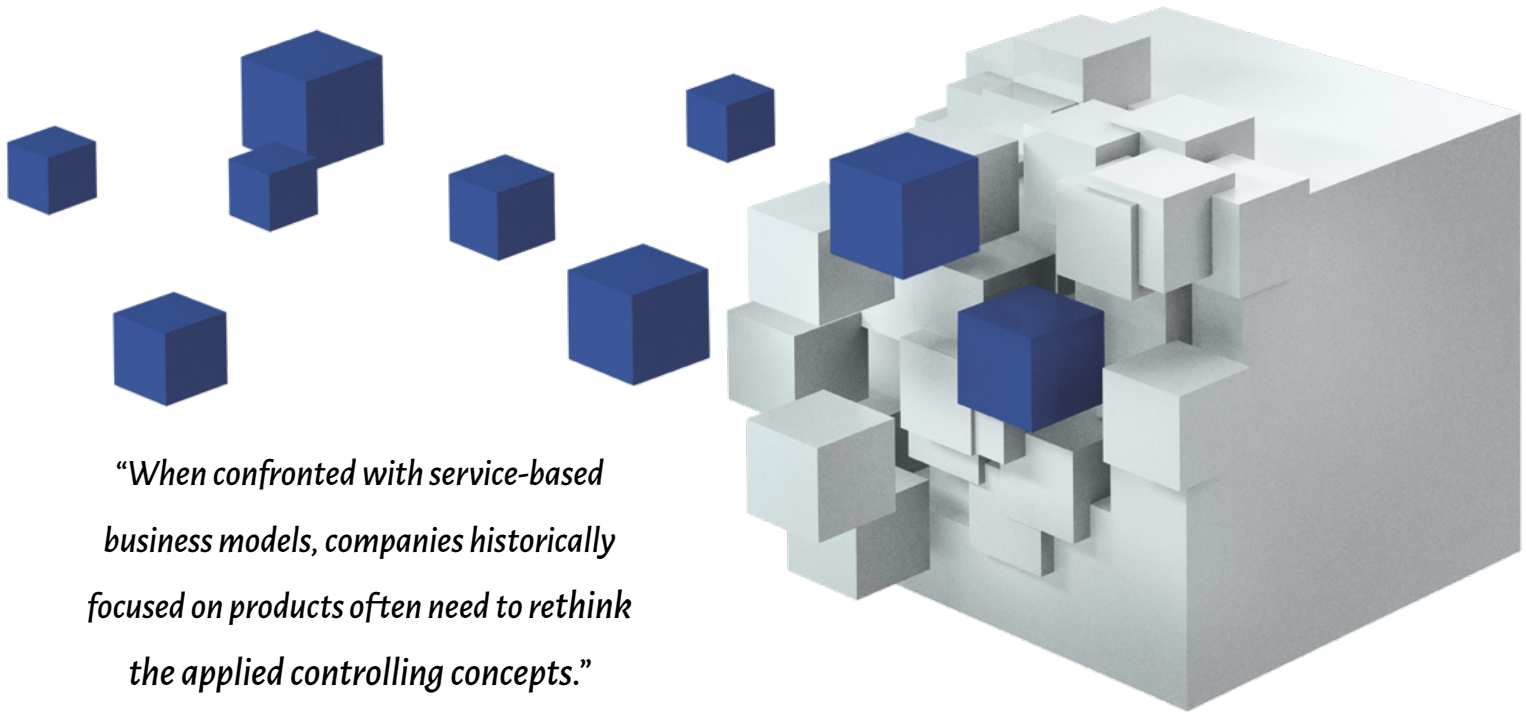 “When confronted with service-based
business models, companies historically
focused on products often need to rethink
the applied controlling concepts.”